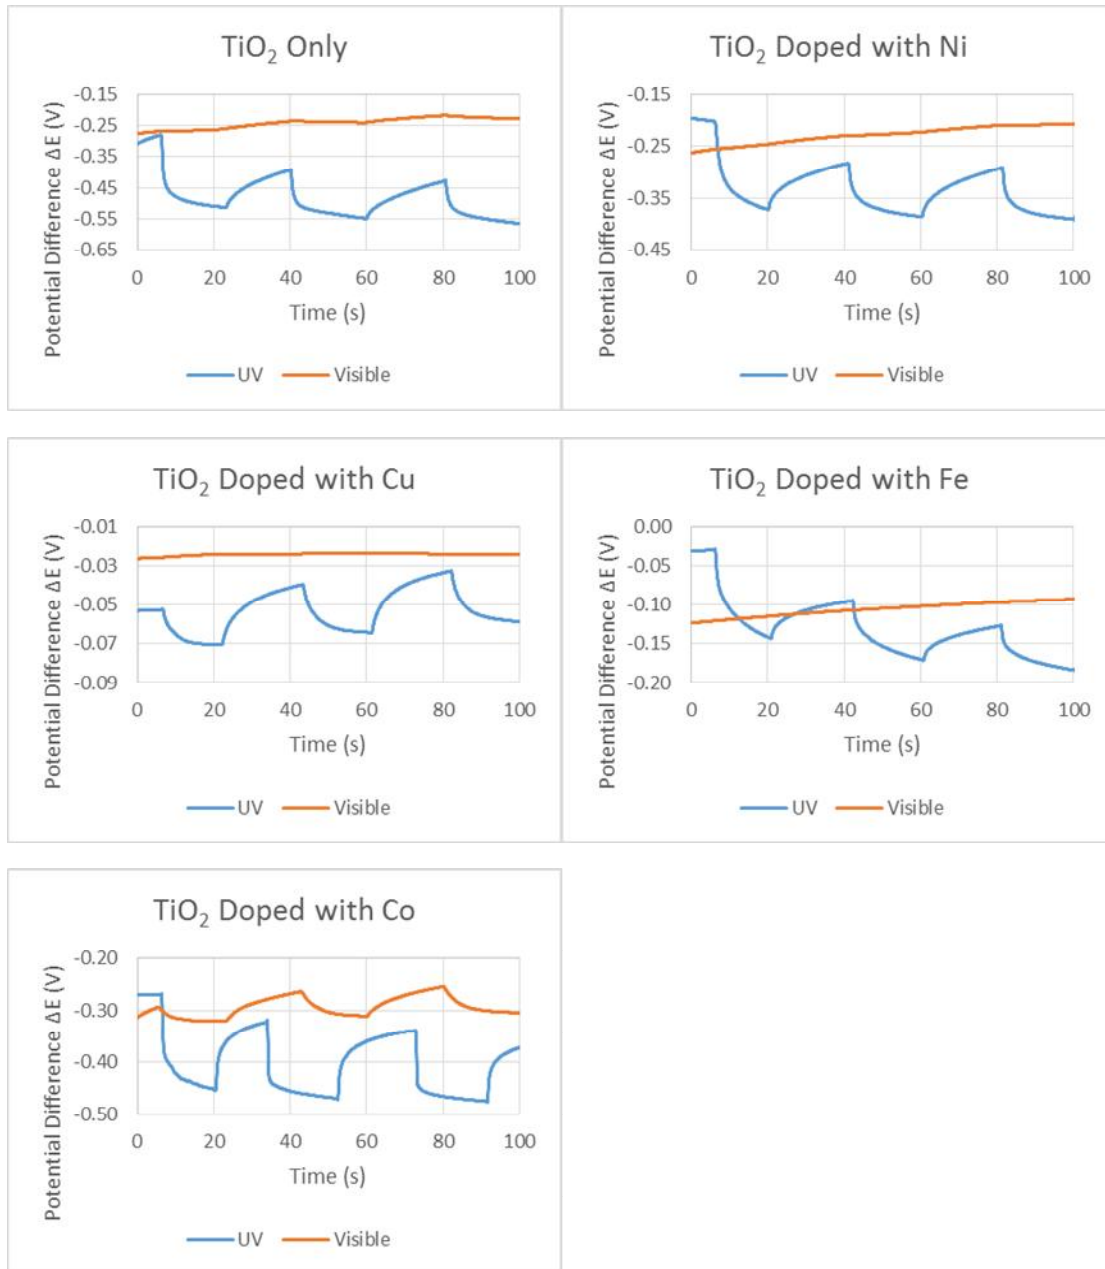 TiO₂ Only
Potential Difference ΔE (V)
-0.15
-0.25
-0.35
-0.45
-0.55
-0.65
0 20 40 60 80 100
Time (s)
UV Visible
TiO₂ Doped with Ni
Potential Difference ΔE (V)
-0.15
-0.25
-0.35
-0.45
0 20 40 60 80 100
Time (s)
UV Visible
TiO₂ Doped with Cu
Potential Difference ΔE (V)
-0.01
-0.03
-0.05
-0.07
-0.09
0 20 40 60 80 100
Time (s)
UV Visible
TiO₂ Doped with Fe
Potential Difference ΔE (V)
0.00
-0.05
-0.10
-0.15
-0.20
0 20 40 60 80 100
Time (s)
UV Visible
TiO₂ Doped with Co
Potential Difference ΔE (V)
-0.20
-0.30
-0.40
-0.50
0 20 40 60 80 100
Time (s)
UV Visible